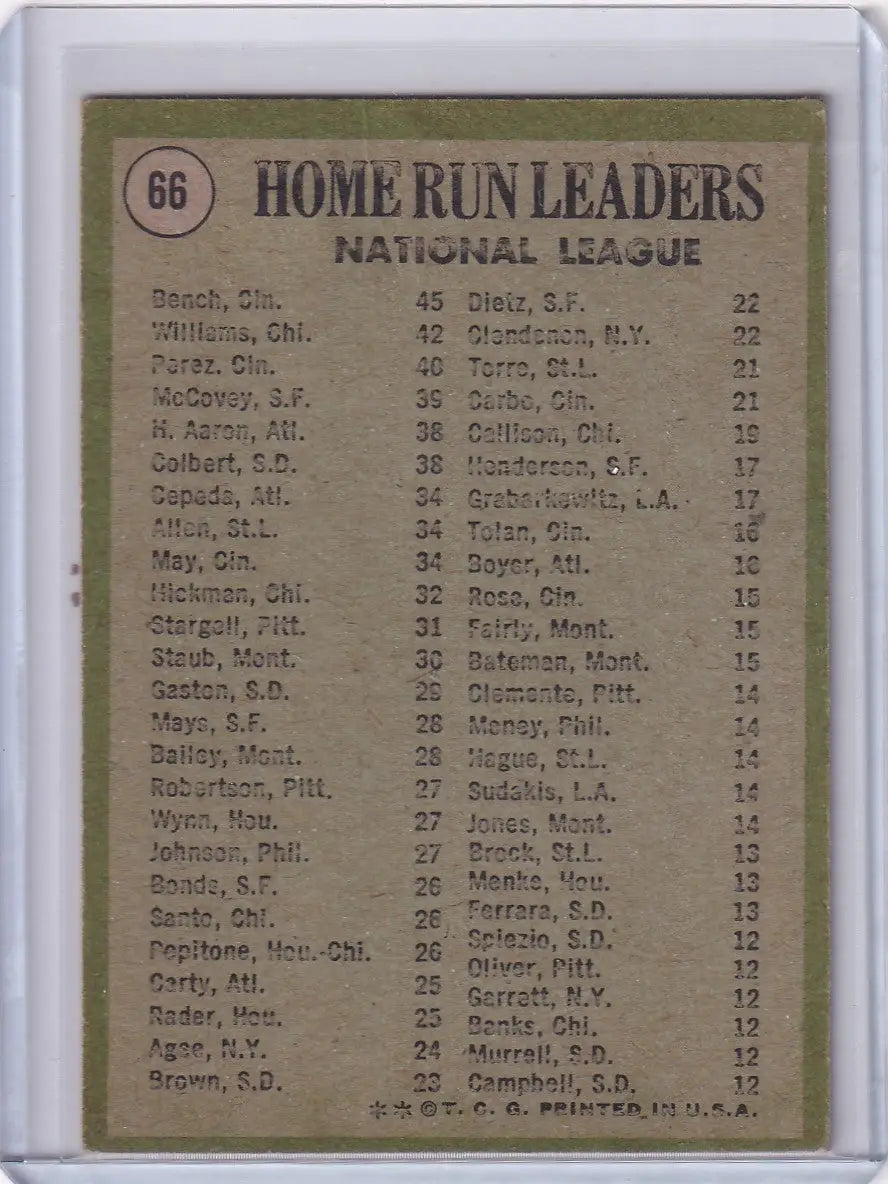 66
HOME RUN LEADERS
NATIONAL LEAGUE
Bench, Cin. 45
Williams, Chi. 42
Perez. Cin. 40
McCovey, S.F. 39
H. Aaron, Atl. 38
Colbert, S.D. 38
Cepeda, Atl. 34
Allen, St.L. 34
May, Cin. 34
Hickman, Chi. 32
Stargell, Pitt. 31
Staub, Mont. 30
Gaston, S.D. 29
Mays, S.F. 28
Bailey, Mont. 28
Robertson, Pitt. 27
Wynn, Hou. 27
Johnson, Phil. 27
Bonds, S.F. 26
Santo, Chi. 26
Pepitone, Hou.-Chi. 26
Carty, Atl. 25
Rader, Hou. 25
Agee, N.Y. 24
Brown, S.D. 23
Dietz, S.F. 22
Clendenon, N.Y. 22
Torre, St.L. 21
Carbo, Cin. 21
Callison, Chi. 19
Henderson, S.F. 17
Grabarkewitz, L.A. 17
Tolan, Cin. 16
Boyer, Atl. 16
Rose, Cin. 15
Fairly, Mont. 15
Bateman, Mont. 15
Clemente, Pitt. 14
Money, Phil. 14
Hague, St.L. 14
Sudakis, L.A. 14
Jones, Mont. 14
Brock, St.L. 13
Menke, Hou. 13
Ferrara, S.D. 13
Spiezio, S.D. 12
Oliver, Pitt. 12
Garrett, N.Y. 12
Banks, Chi. 12
Murrell, S.D. 12
Campbell, S.D. 12
** © T. C. G. PRINTED IN U.S.A.